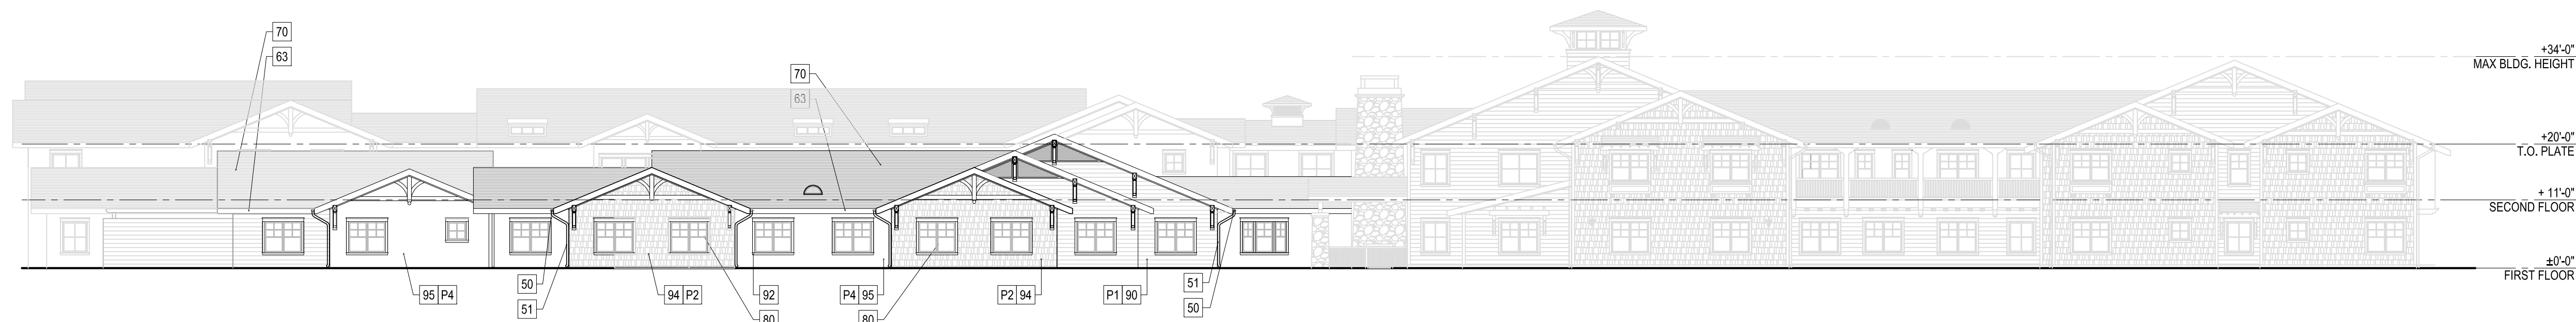 70
63
70
63
+34'-0"
MAX BLDG. HEIGHT
+20'-0"
T.O. PLATE
+ 11'-0"
SECOND FLOOR
±0'-0"
FIRST FLOOR
95 P4
50
51
94 P2
92
80
P4 95
80
P2 94
P1 90
51
50